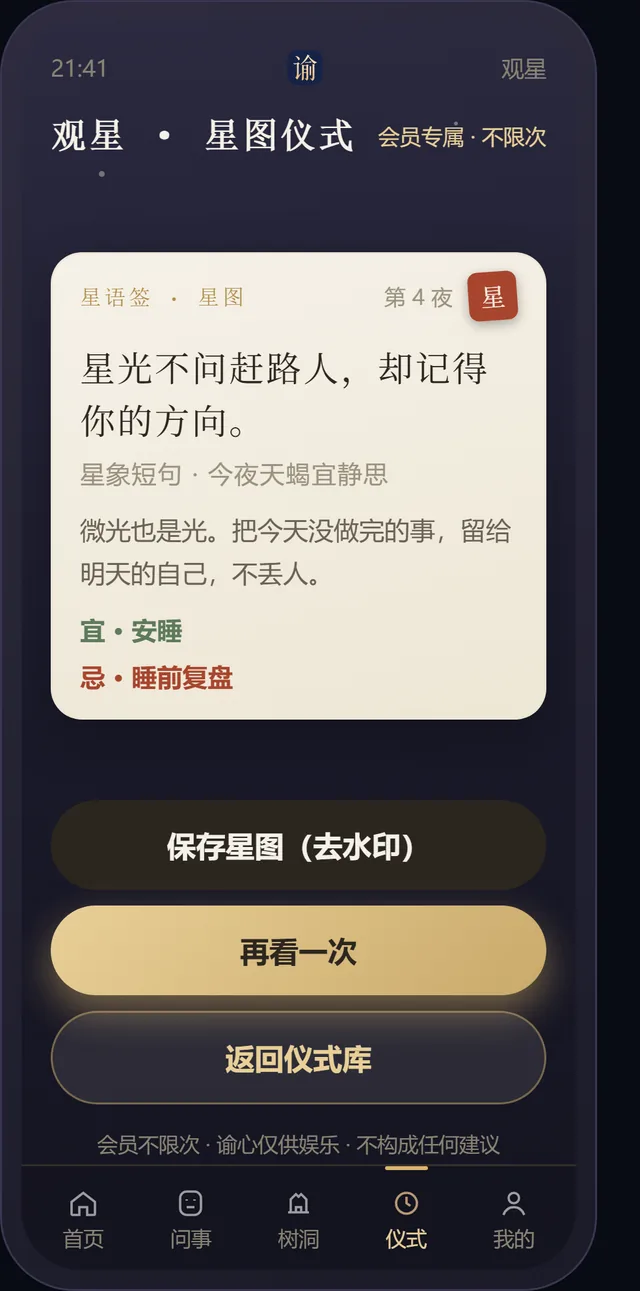 21:41 谕 观星
观星 · 星图仪式 会员专属 · 不限次
星语签 · 星图 第 4 夜 星
星光不问赶路人，却记得
你的方向。
星象短句 · 今夜天蝎宜静思
微光也是光。把今天没做完的事，留给
明天的自己，不丢人。
宜 · 安睡
忌 · 睡前复盘
保存星图（去水印）
再看一次
返回仪式库
会员不限次 · 谕心仅供娱乐 · 不构成任何建议
首页 问事 树洞 仪式 我的